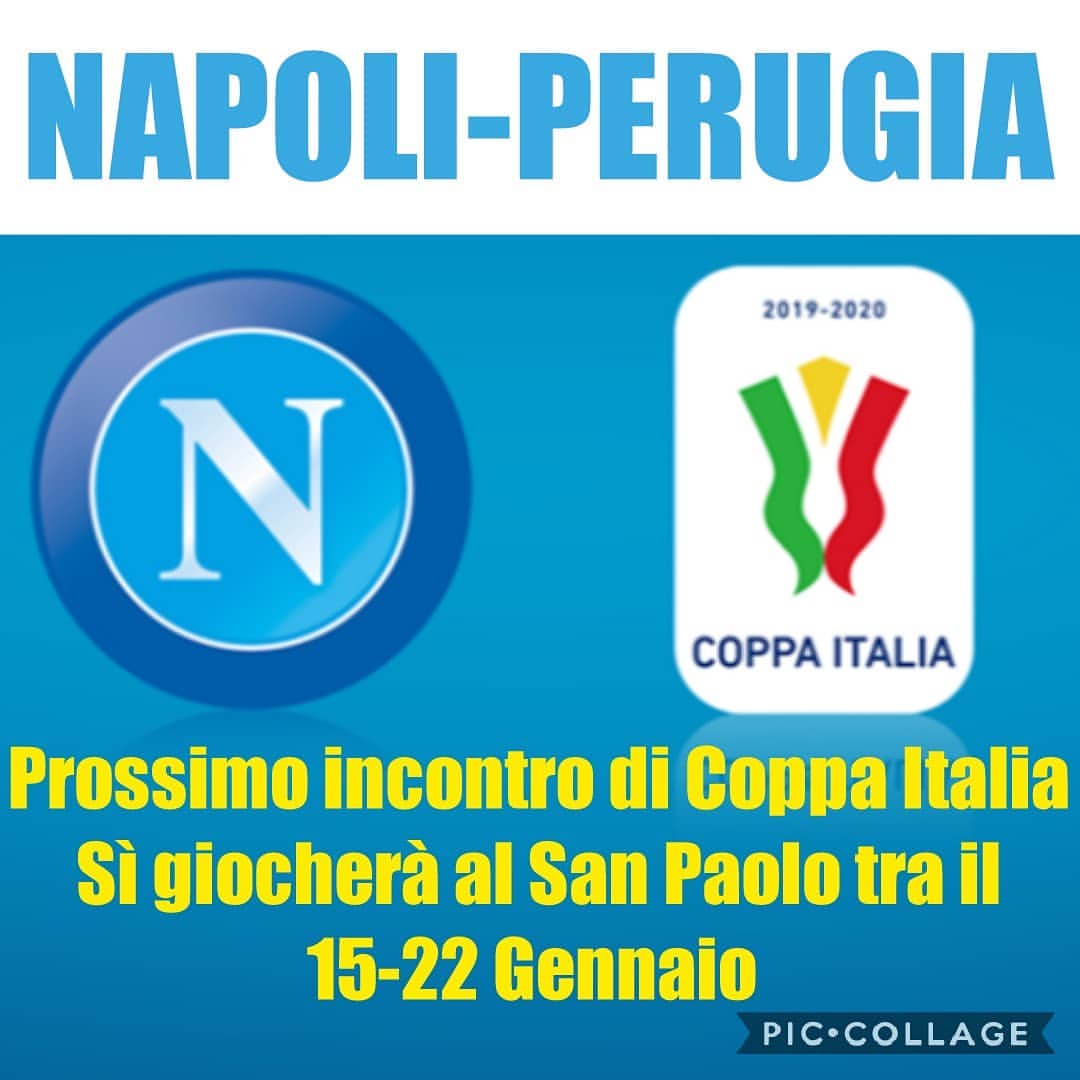 NAPOLI-PERUGIA
2019-2020
N
COPPA ITALIA
Prossimo incontro di Coppa Italia
Sì giocherà al San Paolo tra il
15-22 Gennaio
PIC•COLLAGE